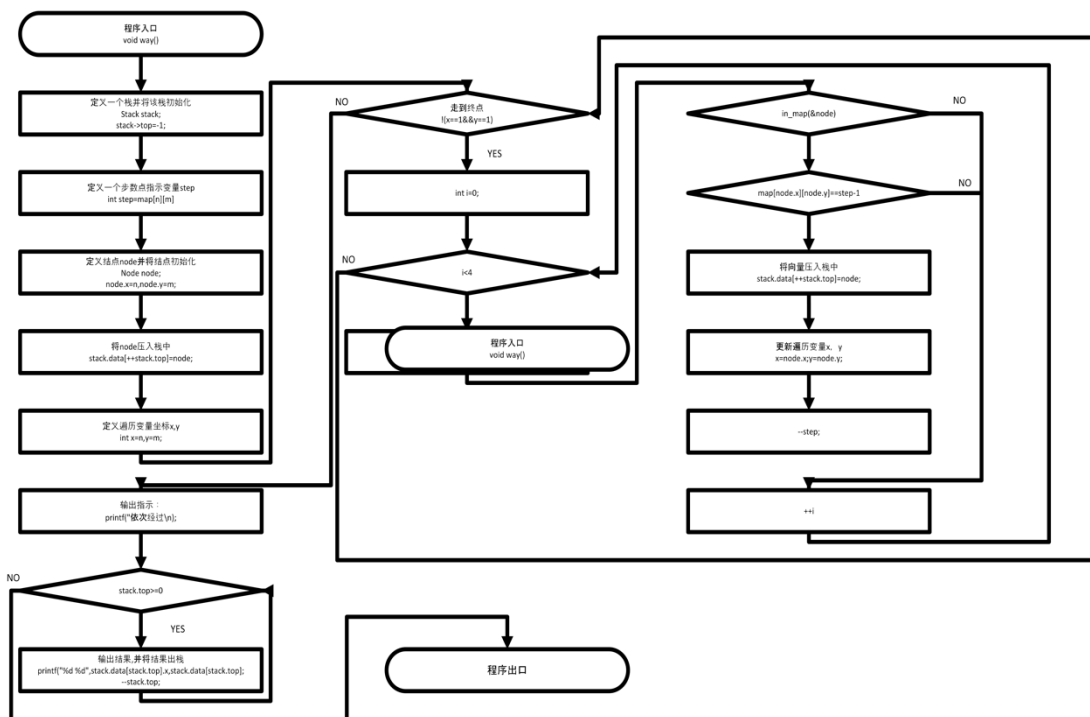 程序入口
void way()
定义一个栈并将该栈初始化
Stack stack;
stack->top=-1;
定义一个步数点指示变量step
int step=map[n][m]
定义结点node并将结点初始化
Node node;
node.x=n,node.y=m;
将node压入栈中
stack.data[++stack.top]=node;
定义遍历变量坐标x,y
int x=n,y=m;
输出指示：
printf("依次经过\n);
NO
stack.top>=0
YES
输出结果,并将结果出栈
printf("%d %d",stack.data[stack.top].x,stack.data[stack.top];
--stack.top;
NO
走到终点
!(x==1&&y==1)
YES
int i=0;
NO
i<4
程序入口
void way()
in_map(&node)
NO
map[node.x][node.y]==step-1
NO
将向量压入栈中
stack.data[++stack.top]=node;
更新遍历变量x、y
x=node.x;y=node.y;
--step;
++i
程序出口